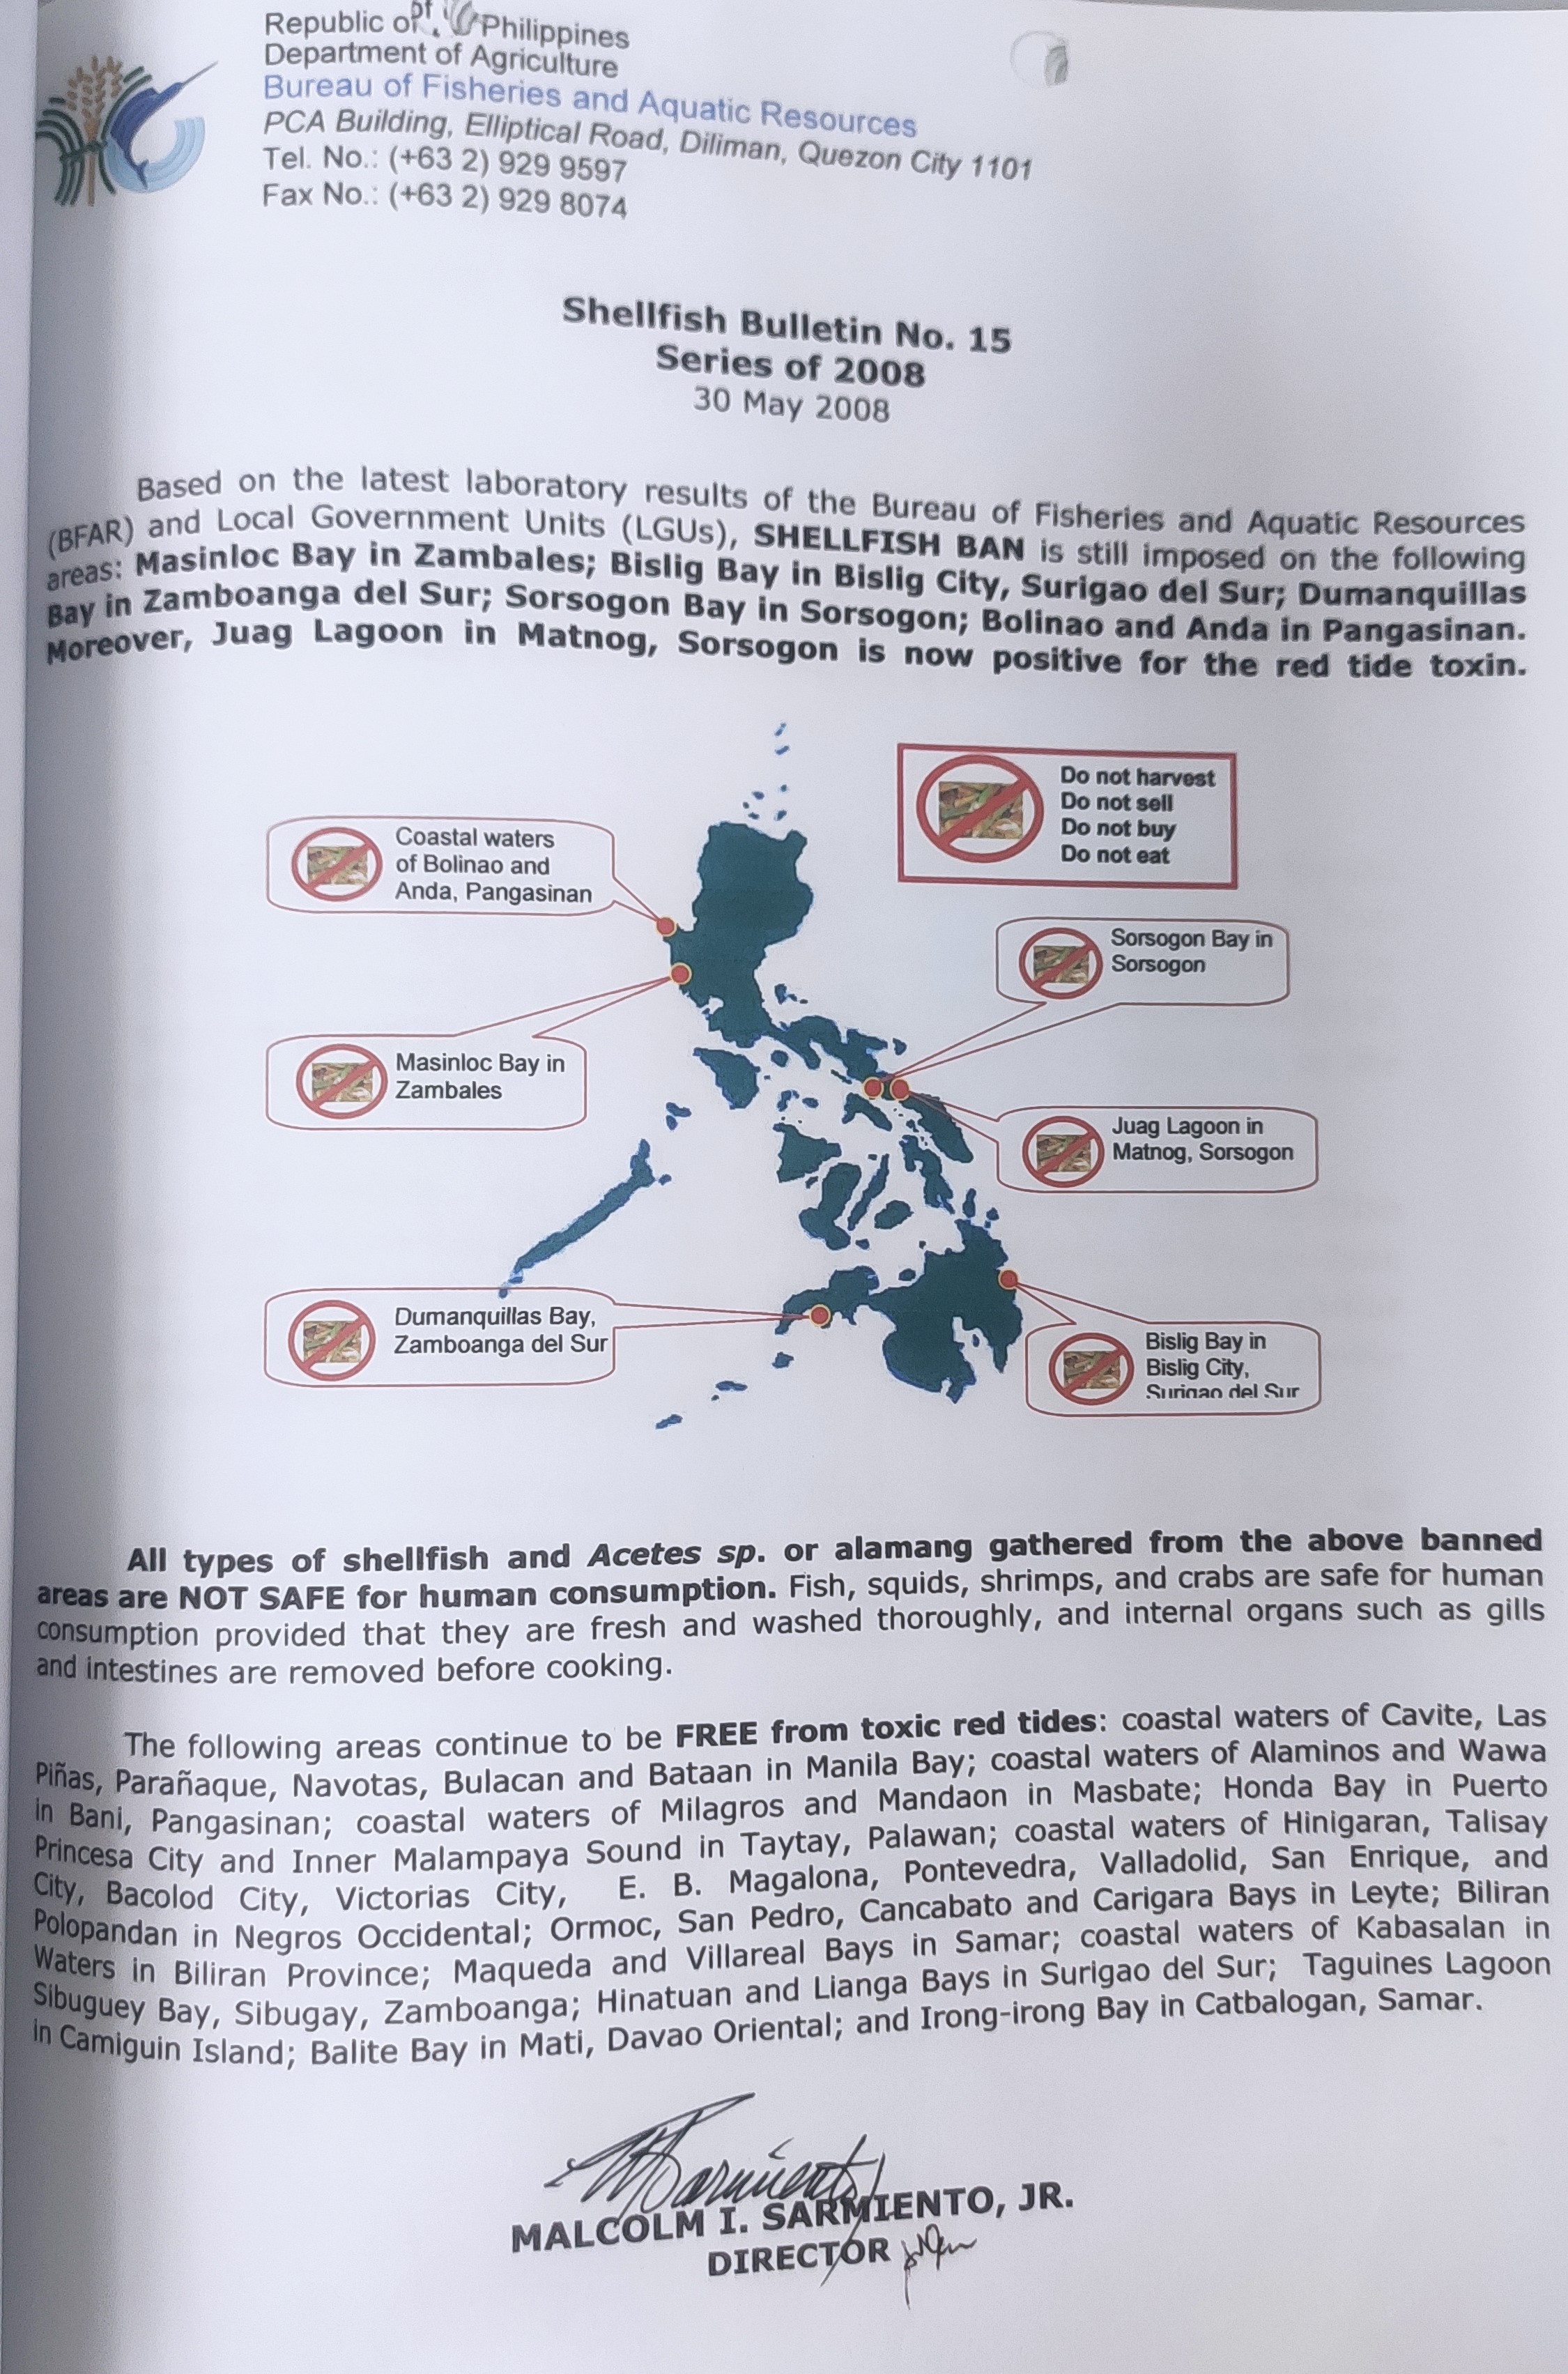 Republic of Philippines
Department of Agriculture
Bureau of Fisheries and Aquatic Resources
PCA Building, Elliptical Road, Diliman, Quezon City 1101
Tel. No.: (+63 2) 929 9597
Fax No.: (+63 2) 929 8074
Shellfish Bulletin No. 15
Series of 2008
30 May 2008
Based on the latest laboratory results of the Bureau of Fisheries and Aquatic Resources
(BFAR) and Local Government Units (LGUs), SHELLFISH BAN is still imposed on the following
areas: Masinloc Bay in Zambales; Bislig Bay in Bislig City, Surigao del Sur; Dumanquillas
Bay in Zamboanga del Sur; Sorsogon Bay in Sorsogon; Bolinao and Anda in Pangasinan.
Moreover, Juag Lagoon in Matnog, Sorsogon is now positive for the red tide toxin.
Do not harvest
Do not sell
Do not buy
Do not eat
Coastal waters
of Bolinao and
Anda, Pangasinan
Sorsogon Bay in
Sorsogon
Masinloc Bay in
Zambales
Juag Lagoon in
Matnog, Sorsogon
Dumanquillas Bay,
Zamboanga del Sur
Bislig Bay in
Bislig City,
Surigao del Sur
All types of shellfish and Acetes sp. or alamang gathered from the above banned
areas are NOT SAFE for human consumption. Fish, squids, shrimps, and crabs are safe for human
consumption provided that they are fresh and washed thoroughly, and internal organs such as gills
and intestines are removed before cooking.
The following areas continue to be FREE from toxic red tides: coastal waters of Cavite, Las
Piñas, Parañaque, Navotas, Bulacan and Bataan in Manila Bay; coastal waters of Alaminos and Wawa
in Bani, Pangasinan; coastal waters of Milagros and Mandaon in Masbate; Honda Bay in Puerto
Princesa City and Inner Malampaya Sound in Taytay, Palawan; coastal waters of Hinigaran, Talisay
City, Bacolod City, Victorias City, E. B. Magalona, Pontevedra, Valladolid, San Enrique, and
Polopandan in Negros Occidental; Ormoc, San Pedro, Cancabato and Carigara Bays in Leyte; Biliran
Waters in Biliran Province; Maqueda and Villareal Bays in Samar; coastal waters of Kabasalan in
Sibuguey Bay, Sibugay, Zamboanga; Hinatuan and Lianga Bays in Surigao del Sur; Taguines Lagoon
in Camiguin Island; Balite Bay in Mati, Davao Oriental; and Irong-irong Bay in Catbalogan, Samar.
MALCOLM I. SARMIENTO, JR.
DIRECTOR